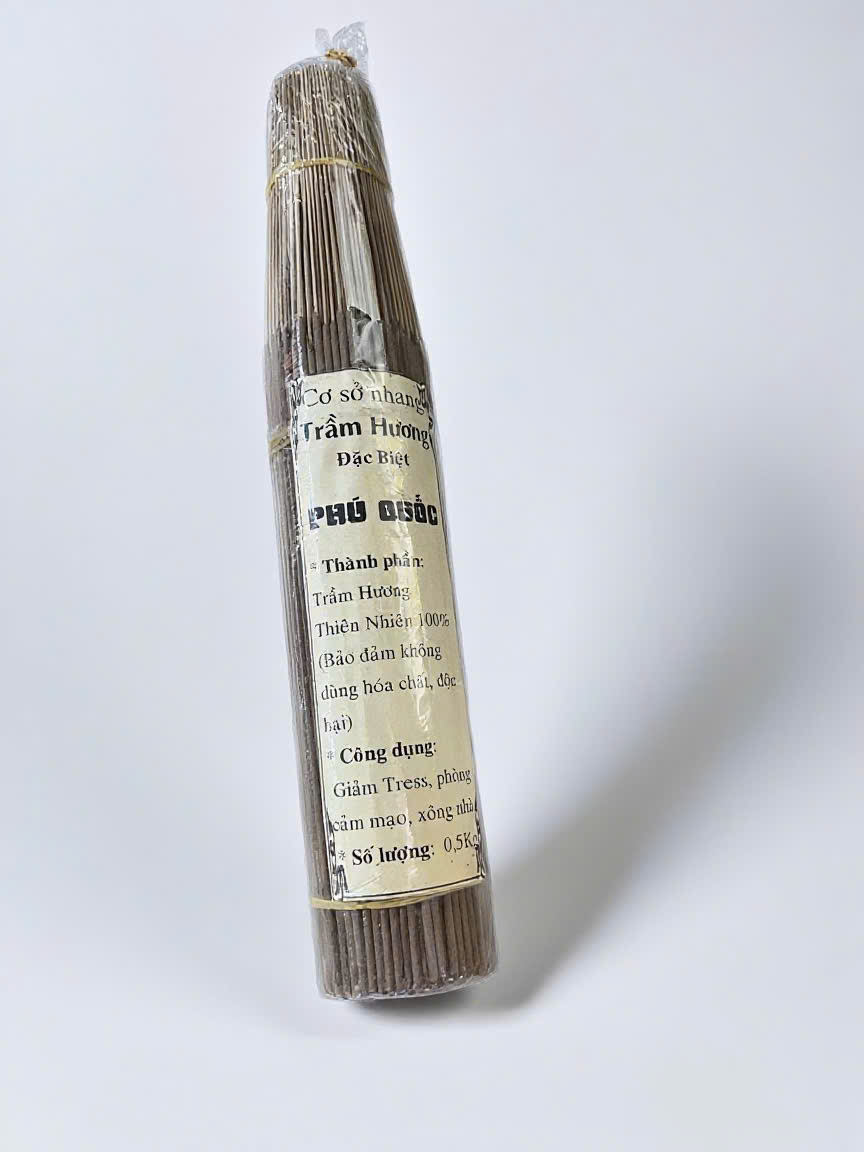 Cơ sở nhang
Trầm Hương
Đặc Biệt
PHÚ QUỐC
* Thành phần:
Trầm Hương
Thiên Nhiên 100%
(Bảo đảm không
dùng hóa chất, độc
hại)
* Công dụng:
Giảm Tress, phòng
cảm mạo, xông nhà
* Số lượng: 0,5Kg